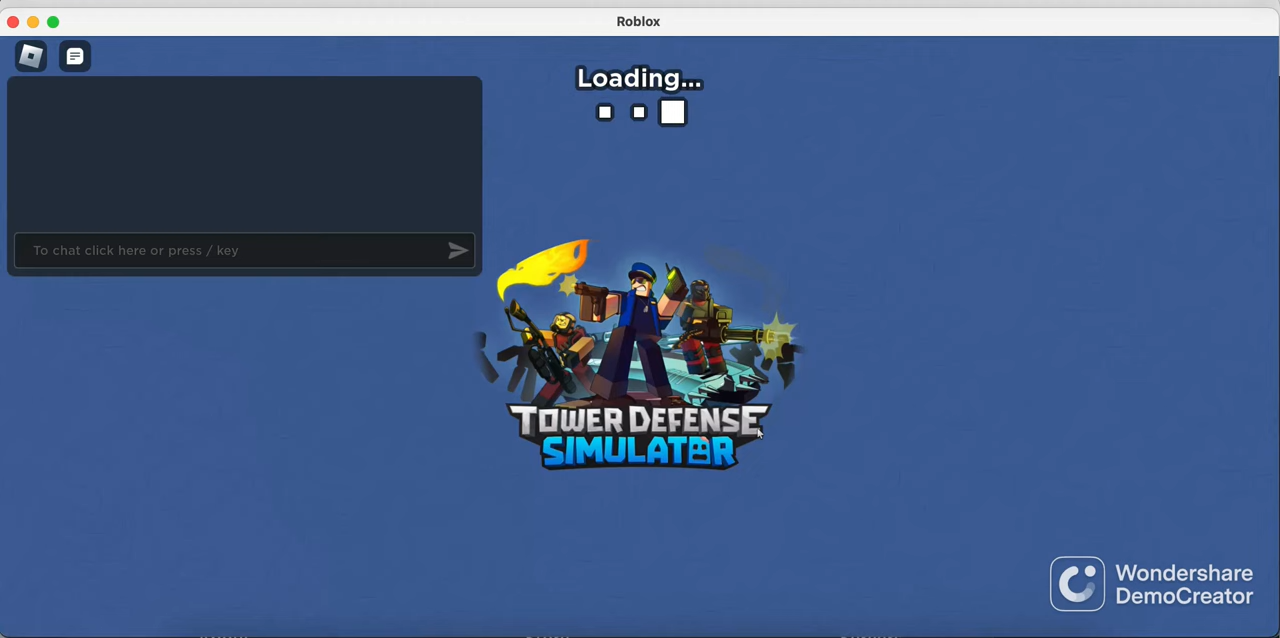 Roblox
Loading...
To chat click here or press / key
TOWER DEFENSE
SIMULATOR
Wondershare
DemoCreator